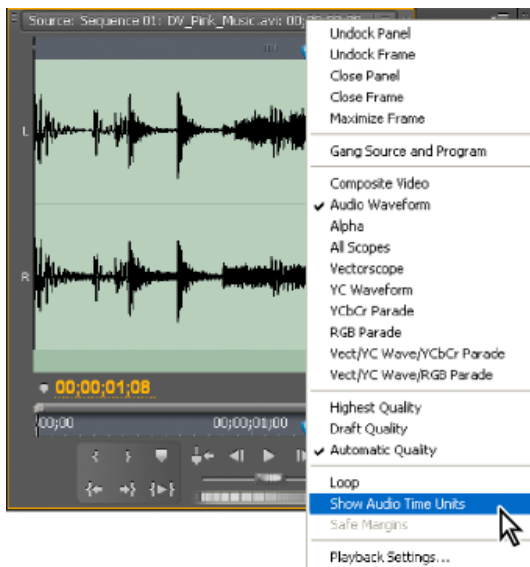 Source: Sequence 01: DV_Pink_Music.avi: 00;
L
R
00;00;01;08
;00;00
00;00;01;00
Undock Panel
Undock Frame
Close Panel
Close Frame
Maximize Frame
Gang Source and Program
Composite Video
Audio Waveform
Alpha
All Scopes
Vectorscope
YC Waveform
YCbCr Parade
RGB Parade
Vect/YC Wave/YCbCr Parade
Vect/YC Wave/RGB Parade
Highest Quality
Draft Quality
Automatic Quality
Loop
Show Audio Time Units
Safe Margins
Playback Settings...